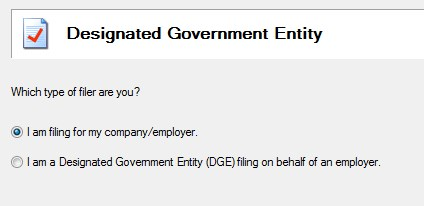 Designated Government Entity
Which type of filer are you?
I am filing for my company/employer.
I am a Designated Government Entity (DGE) filing on behalf of an employer.